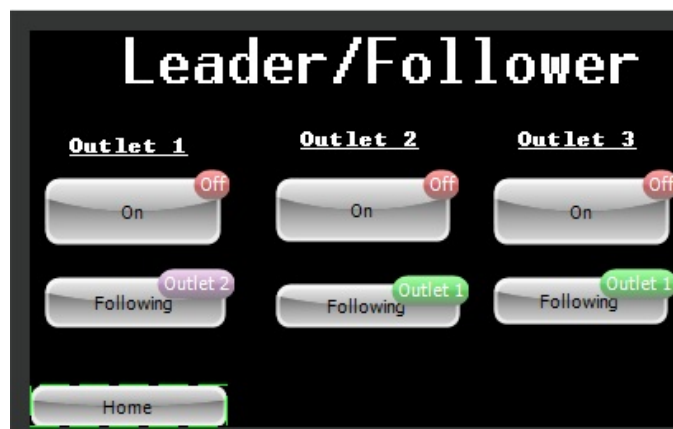 Leader/Follower
Outlet 1 Outlet 2 Outlet 3
Off Off Off
On On On
Outlet 2 Outlet 1 Outlet 1
Following Following Following
Home